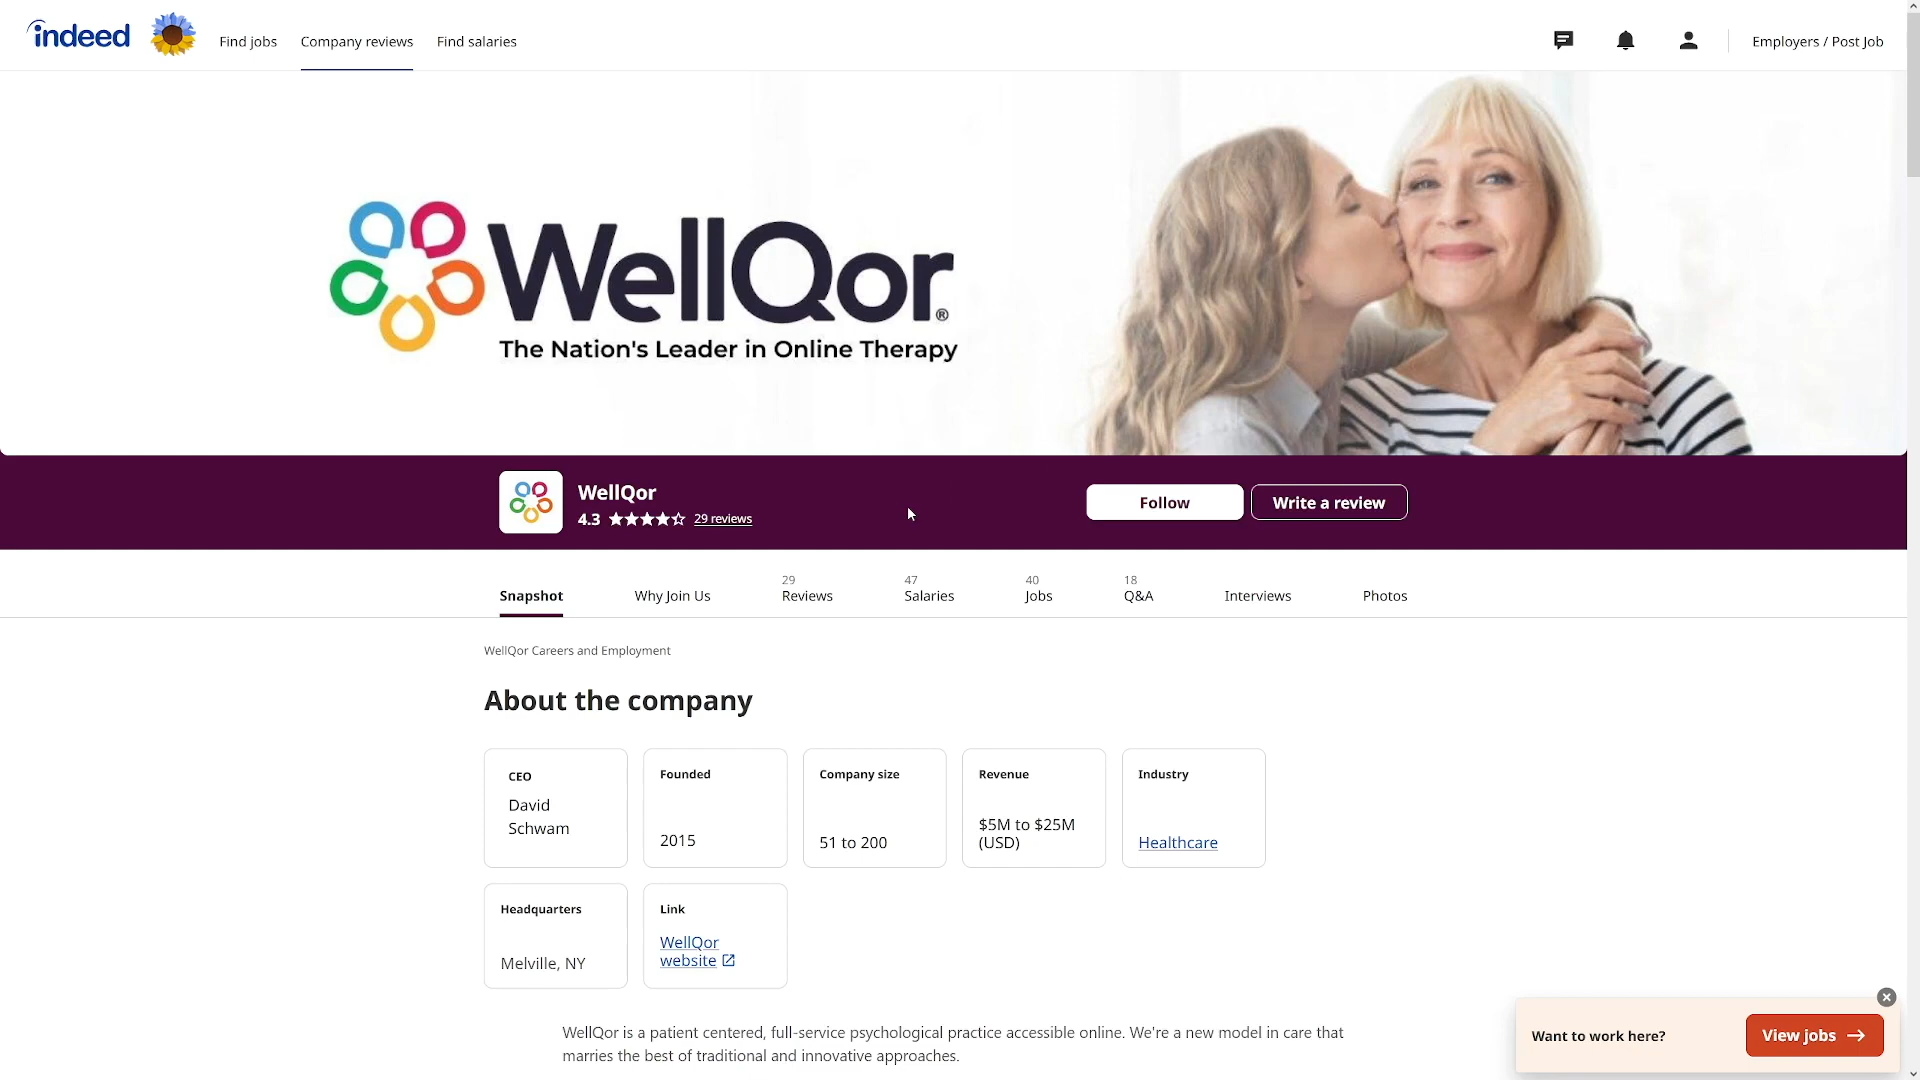 indeed
Find jobs
Company reviews
Find salaries
Employers / Post Job
WellQor®
The Nation's Leader in Online Therapy
WellQor
4.3
29 reviews
Follow
Write a review
Snapshot
Why Join Us
29
Reviews
47
Salaries
40
Jobs
18
Q&A
Interviews
Photos
WellQor Careers and Employment
About the company
CEO
David
Schwam
Founded
2015
Company size
51 to 200
Revenue
$5M to $25M
(USD)
Industry
Healthcare
Headquarters
Melville, NY
Link
WellQor
website
WellQor is a patient centered, full-service psychological practice accessible online. We're a new model in care that
marries the best of traditional and innovative approaches.
Want to work here?
View jobs